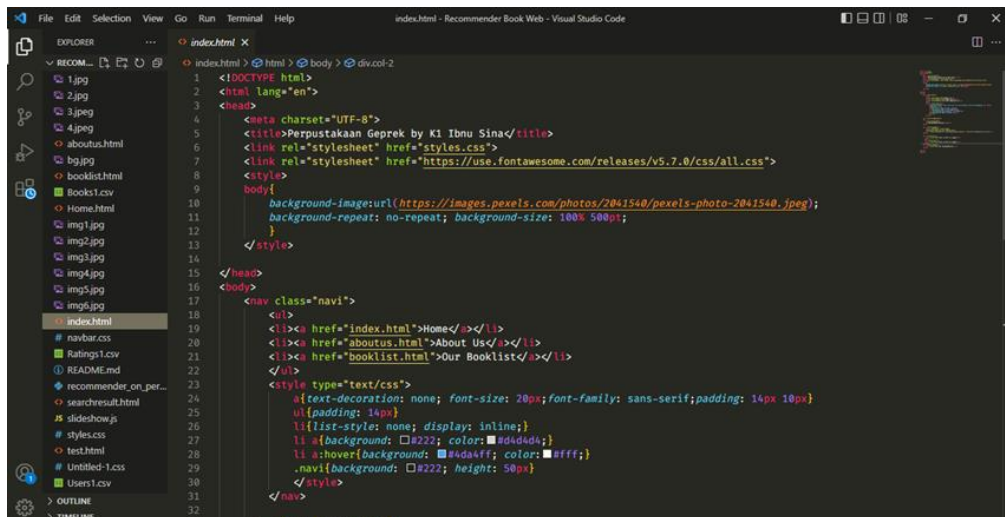 File Edit Selection View Go Run Terminal Help index.html - Recommender Book Web - Visual Studio Code
EXPLORER
RECOM...
1.jpg
2.jpg
3.jpeg
4.jpeg
aboutus.html
bg.jpg
booklist.html
Books1.csv
Home.html
img1.jpg
img2.jpg
img3.jpg
img4.jpg
img5.jpg
img6.jpg
index.html
navbar.css
Ratings1.csv
README.md
recommender_on_per...
searchresult.html
JS slideshow.js
styles.css
test.html
Untitled-1.css
Users1.csv
OUTLINE
TIMELINE
index.html
index.html > html > body > div.col-2
1 <!DOCTYPE html>
2 <html lang="en">
3 <head>
4 <meta charset="UTF-8">
5 <title>Perpustakaan Geprek by K1 Ibnu Sina</title>
6 <link rel="stylesheet" href="styles.css">
7 <link rel="stylesheet" href="https://use.fontawesome.com/releases/v5.7.0/css/all.css">
8 <style>
9 body{
10 background-image:url(https://images.pexels.com/photos/2041540/pexels-photo-2041540.jpeg);
11 background-repeat: no-repeat; background-size: 100% 500pt;
12 }
13 </style>
14
15 </head>
16 <body>
17 <nav class="navi">
18 <ul>
19 <li><a href="index.html">Home</a></li>
20 <li><a href="aboutus.html">About Us</a></li>
21 <li><a href="booklist.html">Our Booklist</a></li>
22 </ul>
23 <style type="text/css">
24 a{text-decoration: none; font-size: 20px;font-family: sans-serif;padding: 14px 10px}
25 ul{padding: 14px}
26 li{list-style: none; display: inline;}
27 li a{background: #222; color: #d4d4d4;}
28 li a:hover{background: #4da4ff; color: #fff;}
29 .navi{background: #222; height: 50px}
30 </style>
31 </nav>
32